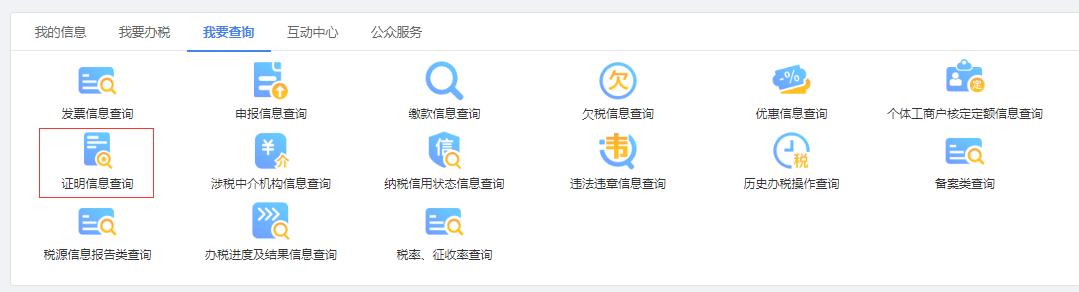 我的信息 我要办税 我要查询 互动中心 公众服务
欠 -% 定
发票信息查询 申报信息查询 缴款信息查询 欠税信息查询 优惠信息查询 个体工商户核定定额信息查询
¥ 介 信 韦 税
证明信息查询 涉税中介机构信息查询 纳税信用状态信息查询 违法违章信息查询 历史办税操作查询 备案类查询
税源信息报告类查询 办税进度及结果信息查询 税率、征收率查询